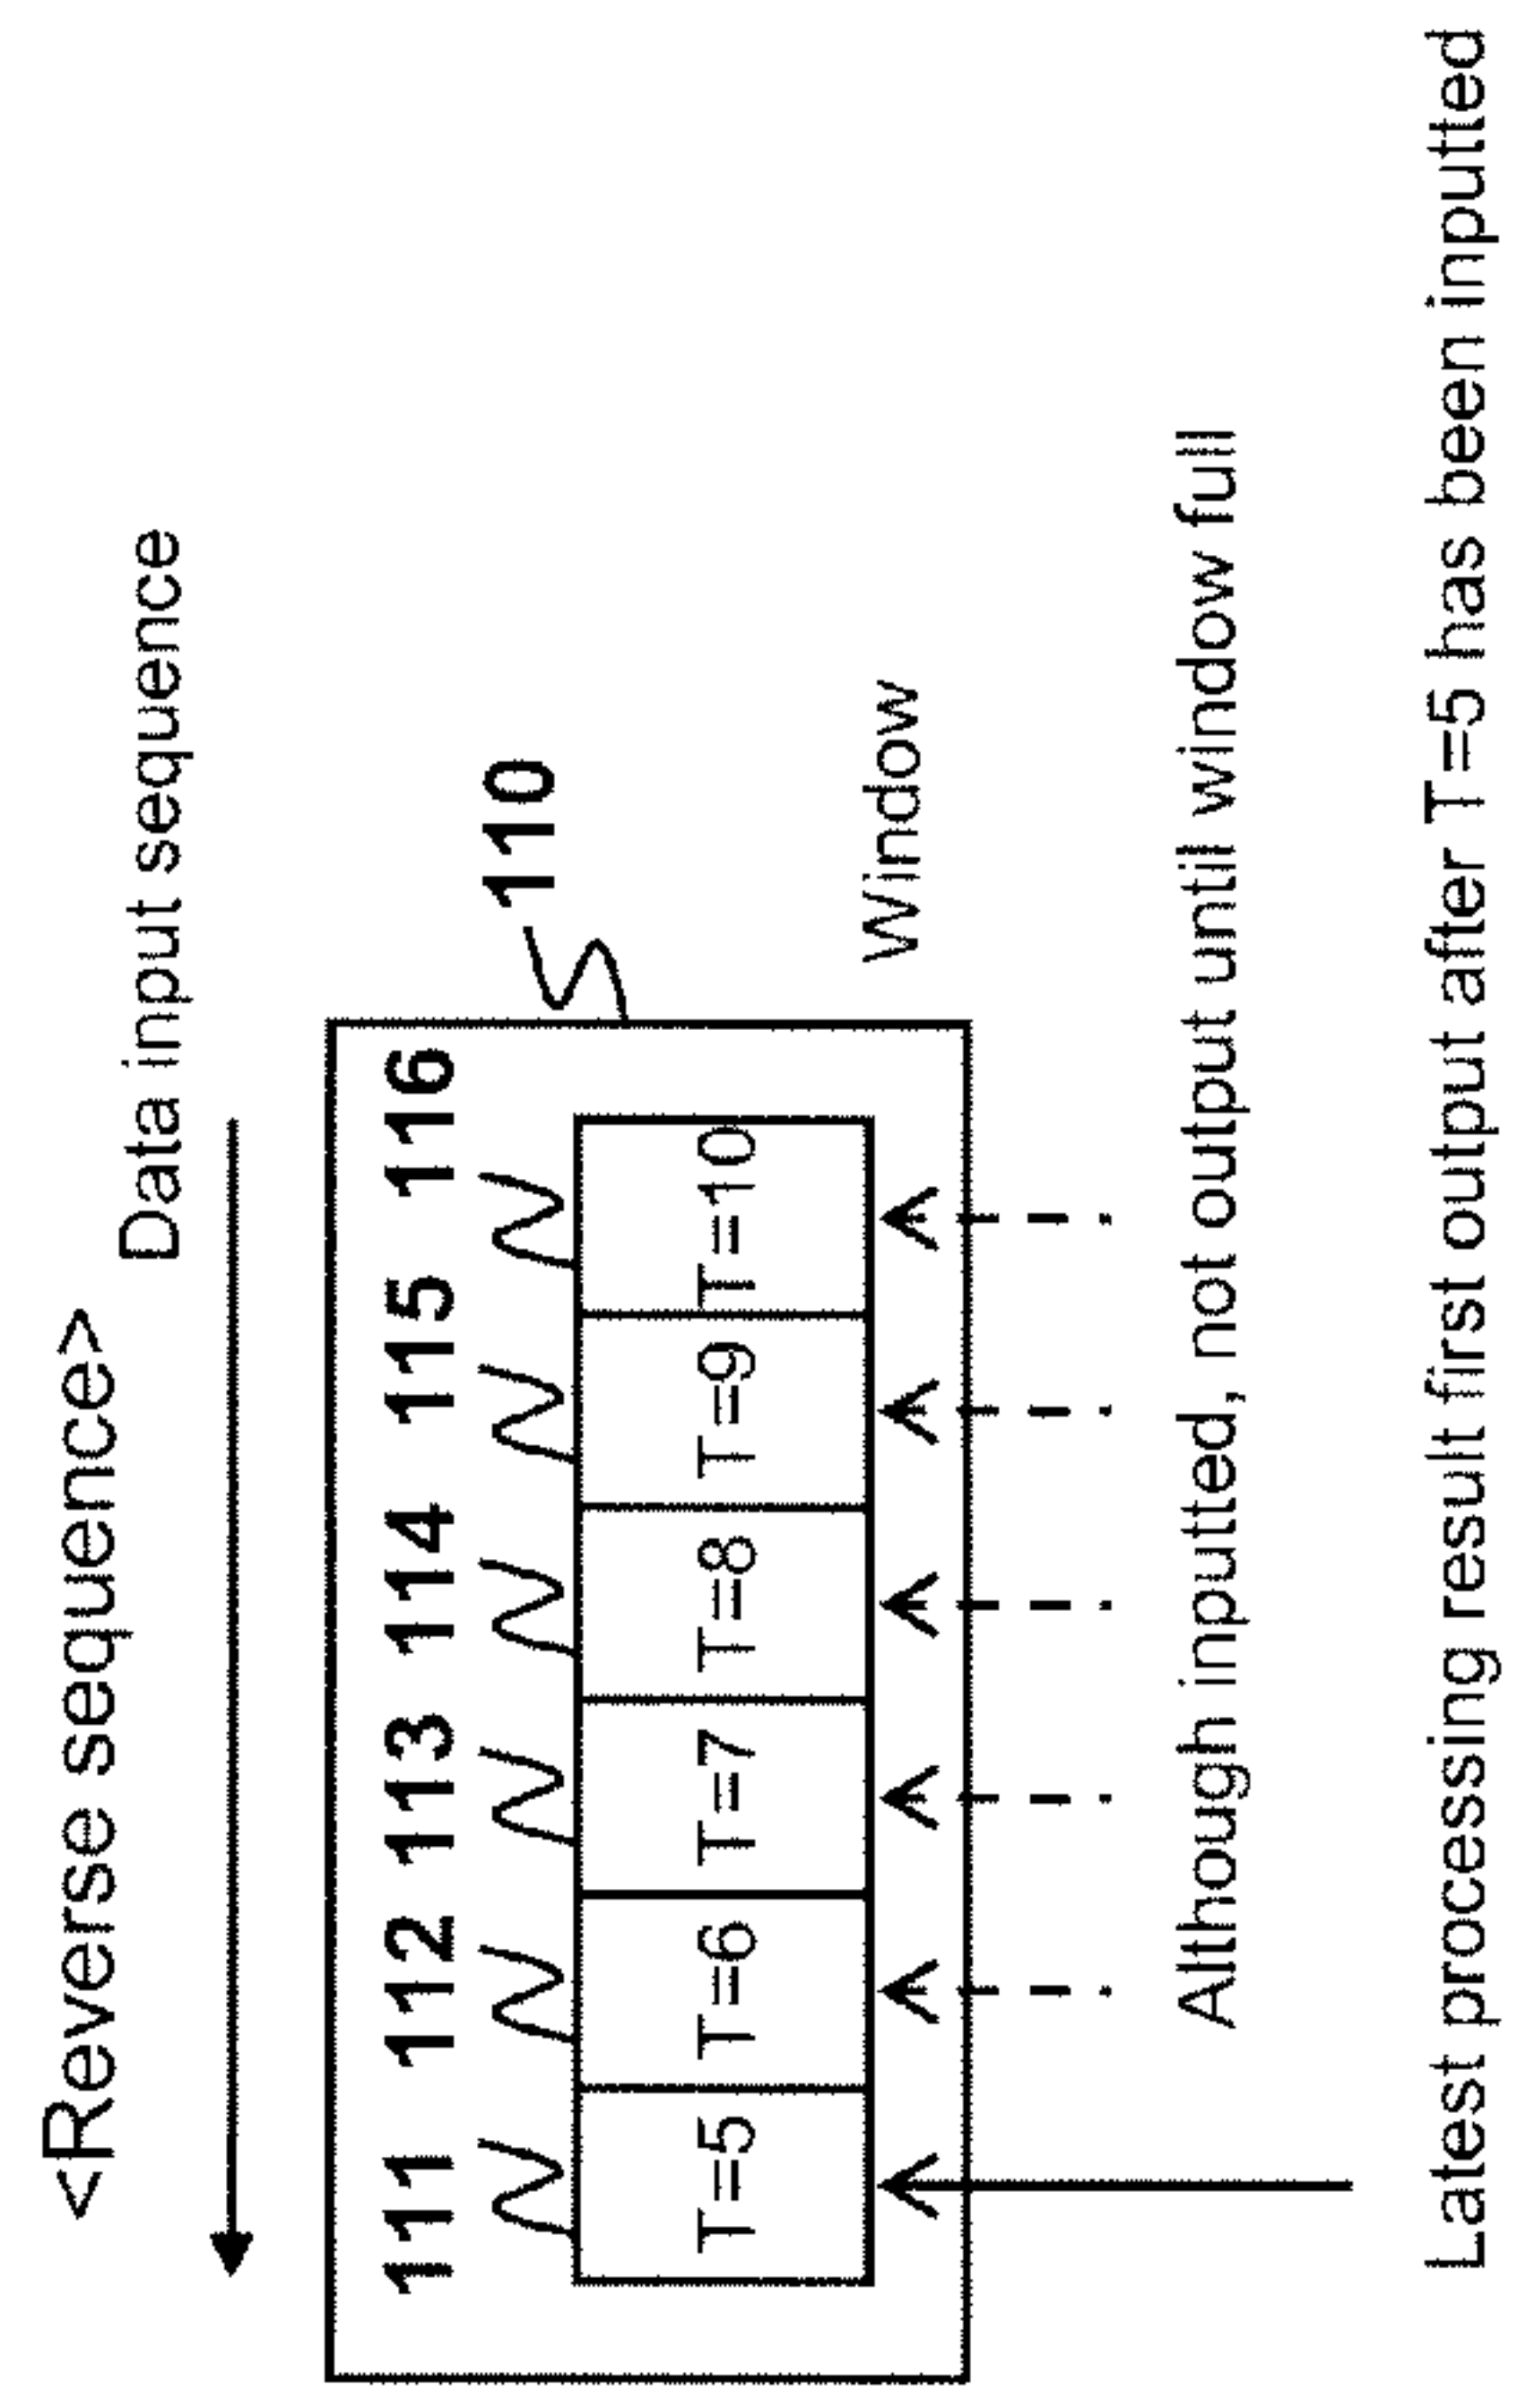 <Reverse sequence>
Data input sequence
110
111 112 113 114 115 116
T=5 T=6 T=7 T=8 T=9 T=10
Window
Although inputted, not output until window full
Latest processing result first output after T=5 has been inputted